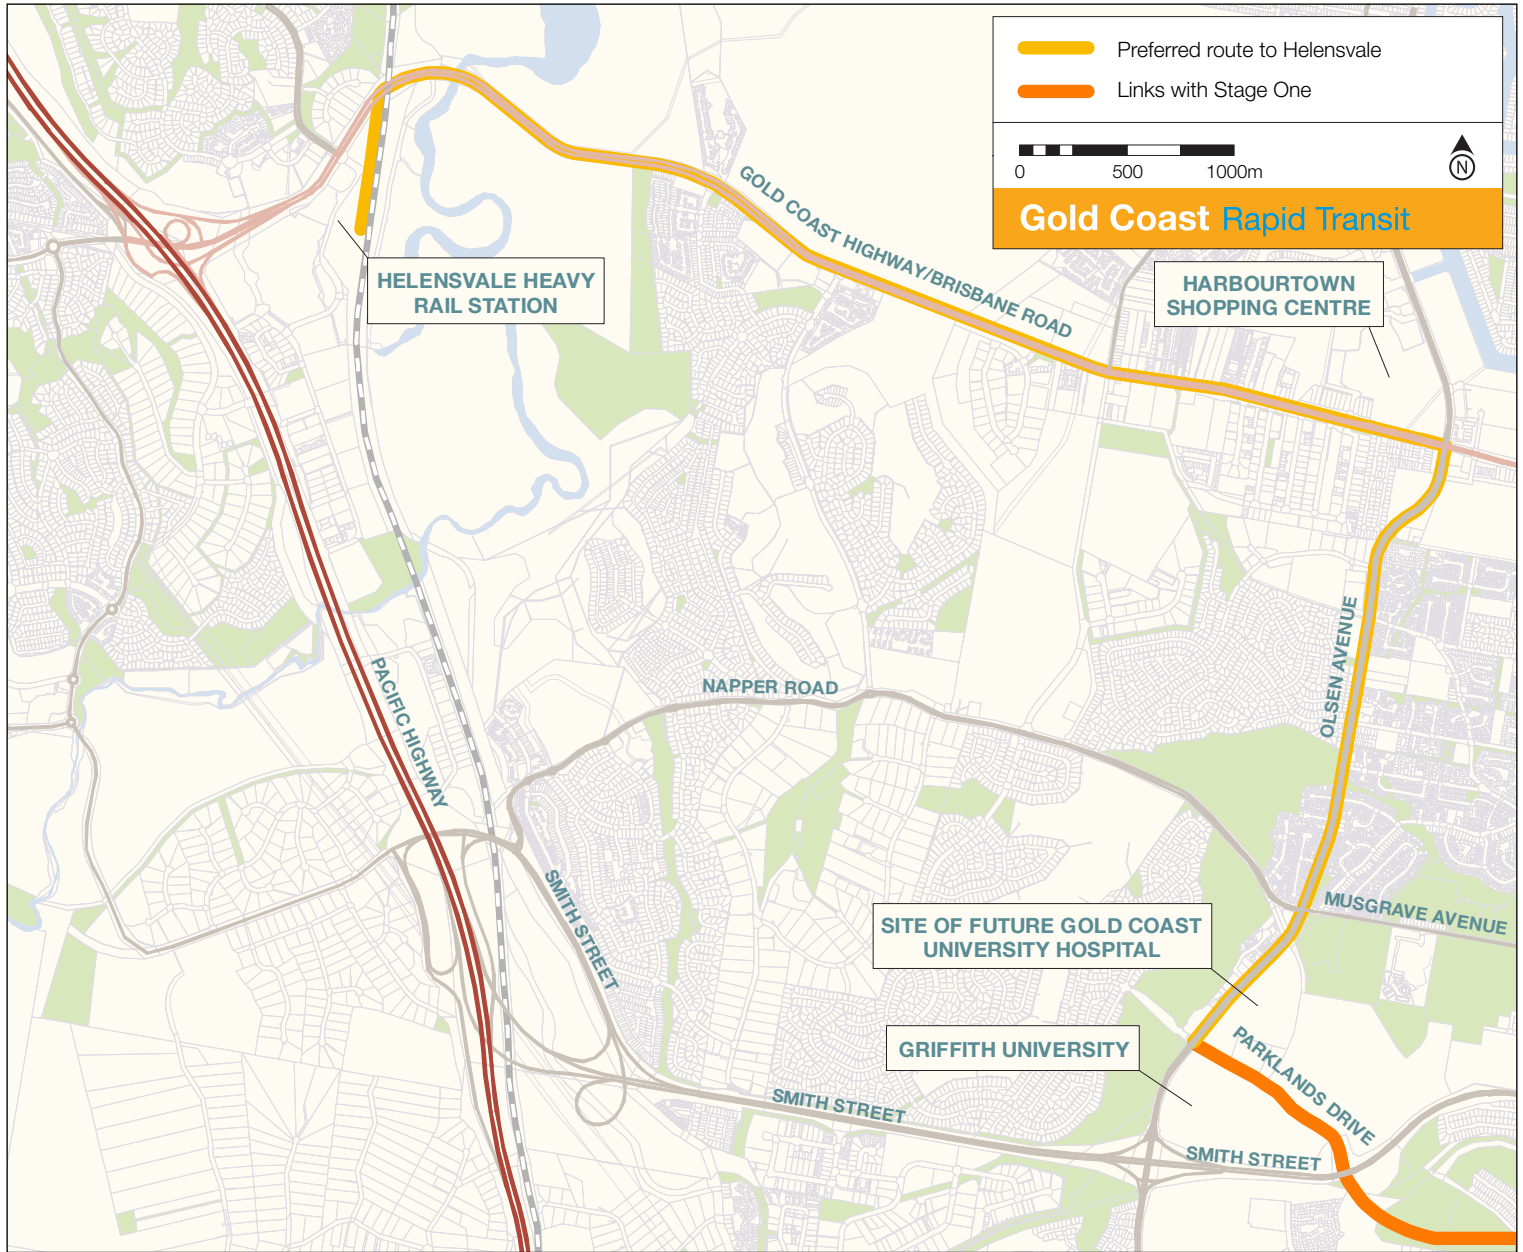 Preferred route to Helensvale
Links with Stage One
0 500 1000m
N
Gold Coast Rapid Transit
GOLD COAST HIGHWAY/BRISBANE ROAD
HELENSVALE HEAVY
RAIL STATION
HARBOURTOWN
SHOPPING CENTRE
OLSEN AVENUE
PACIFIC HIGHWAY
NAPPER ROAD
SMITH STREET
MUSGRAVE AVENUE
SITE OF FUTURE GOLD COAST
UNIVERSITY HOSPITAL
GRIFFITH UNIVERSITY
PARKLANDS DRIVE
SMITH STREET
SMITH STREET